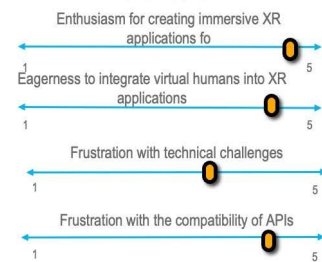 Enthusiasm for creating immersive XR
applications fo
1 5
Eagerness to integrate virtual humans into XR
applications
1 5
Frustration with technical challenges
1 5
Frustration with the compatibility of APIs
1 5